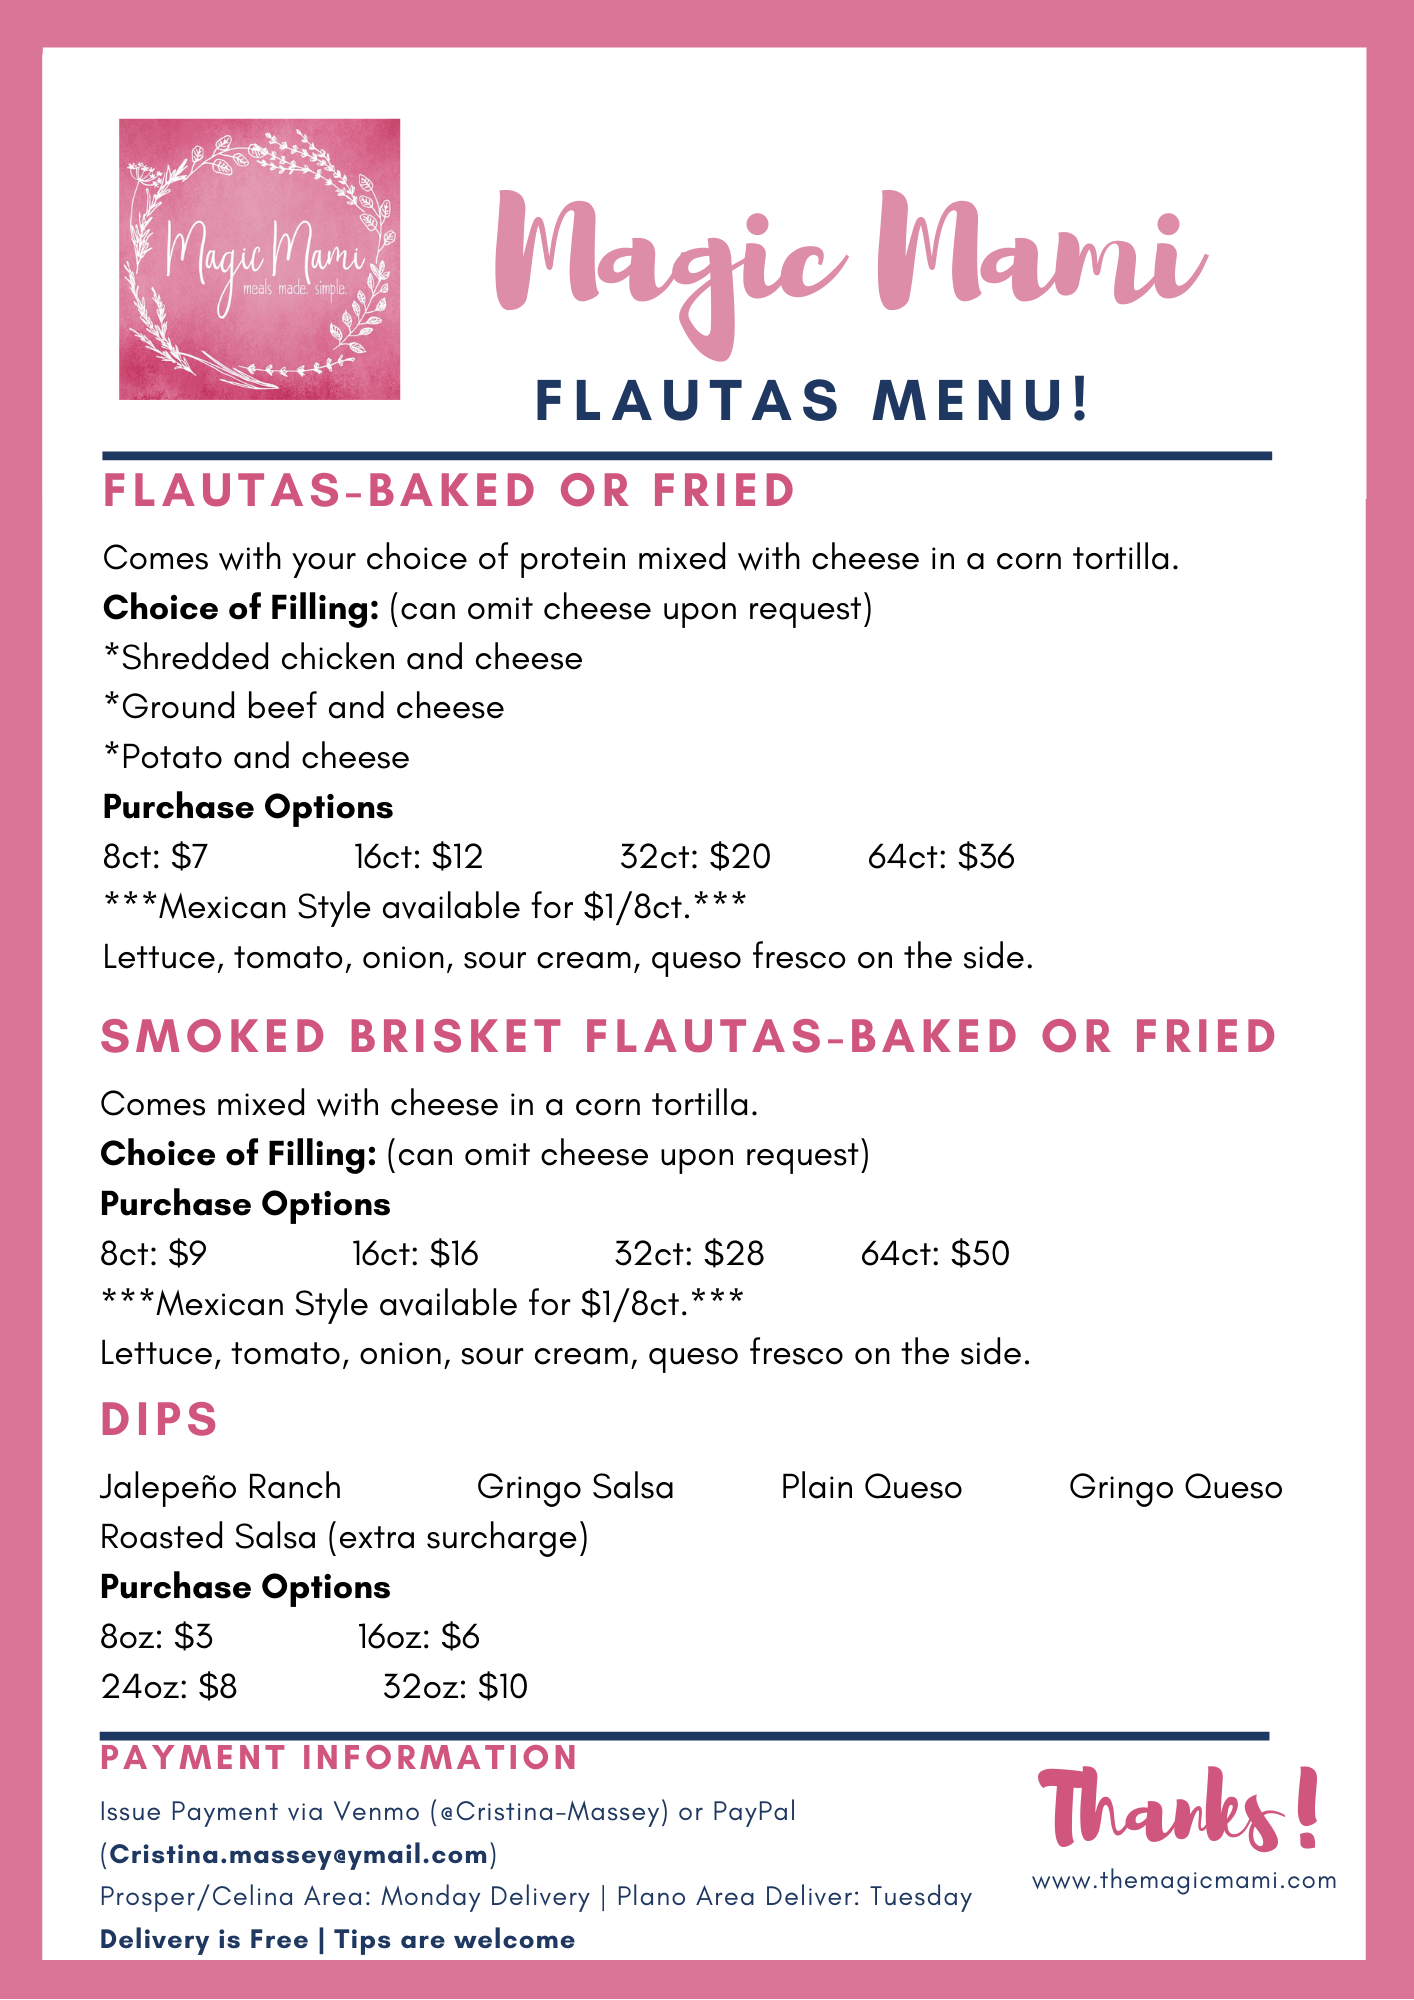 Magic Mami
meals made. simple.
Magic Mami
FLAUTAS MENU!
FLAUTAS-BAKED OR FRIED
Comes with your choice of protein mixed with cheese in a corn tortilla.
Choice of Filling: (can omit cheese upon request)
*Shredded chicken and cheese
*Ground beef and cheese
*Potato and cheese
Purchase Options
8ct: $7 16ct: $12 32ct: $20 64ct: $36
***Mexican Style available for $1/8ct.***
Lettuce, tomato, onion, sour cream, queso fresco on the side.
SMOKED BRISKET FLAUTAS-BAKED OR FRIED
Comes mixed with cheese in a corn tortilla.
Choice of Filling: (can omit cheese upon request)
Purchase Options
8ct: $9 16ct: $16 32ct: $28 64ct: $50
***Mexican Style available for $1/8ct.***
Lettuce, tomato, onion, sour cream, queso fresco on the side.
DIPS
Jalepeño Ranch Gringo Salsa Plain Queso Gringo Queso
Roasted Salsa (extra surcharge)
Purchase Options
8oz: $3 16oz: $6
24oz: $8 32oz: $10
PAYMENT INFORMATION
Issue Payment via Venmo (@Cristina-Massey) or PayPal
(Cristina.massey@ymail.com)
Prosper/Celina Area: Monday Delivery | Plano Area Deliver: Tuesday
Delivery is Free | Tips are welcome
Thanks!
www.themagicmami.com